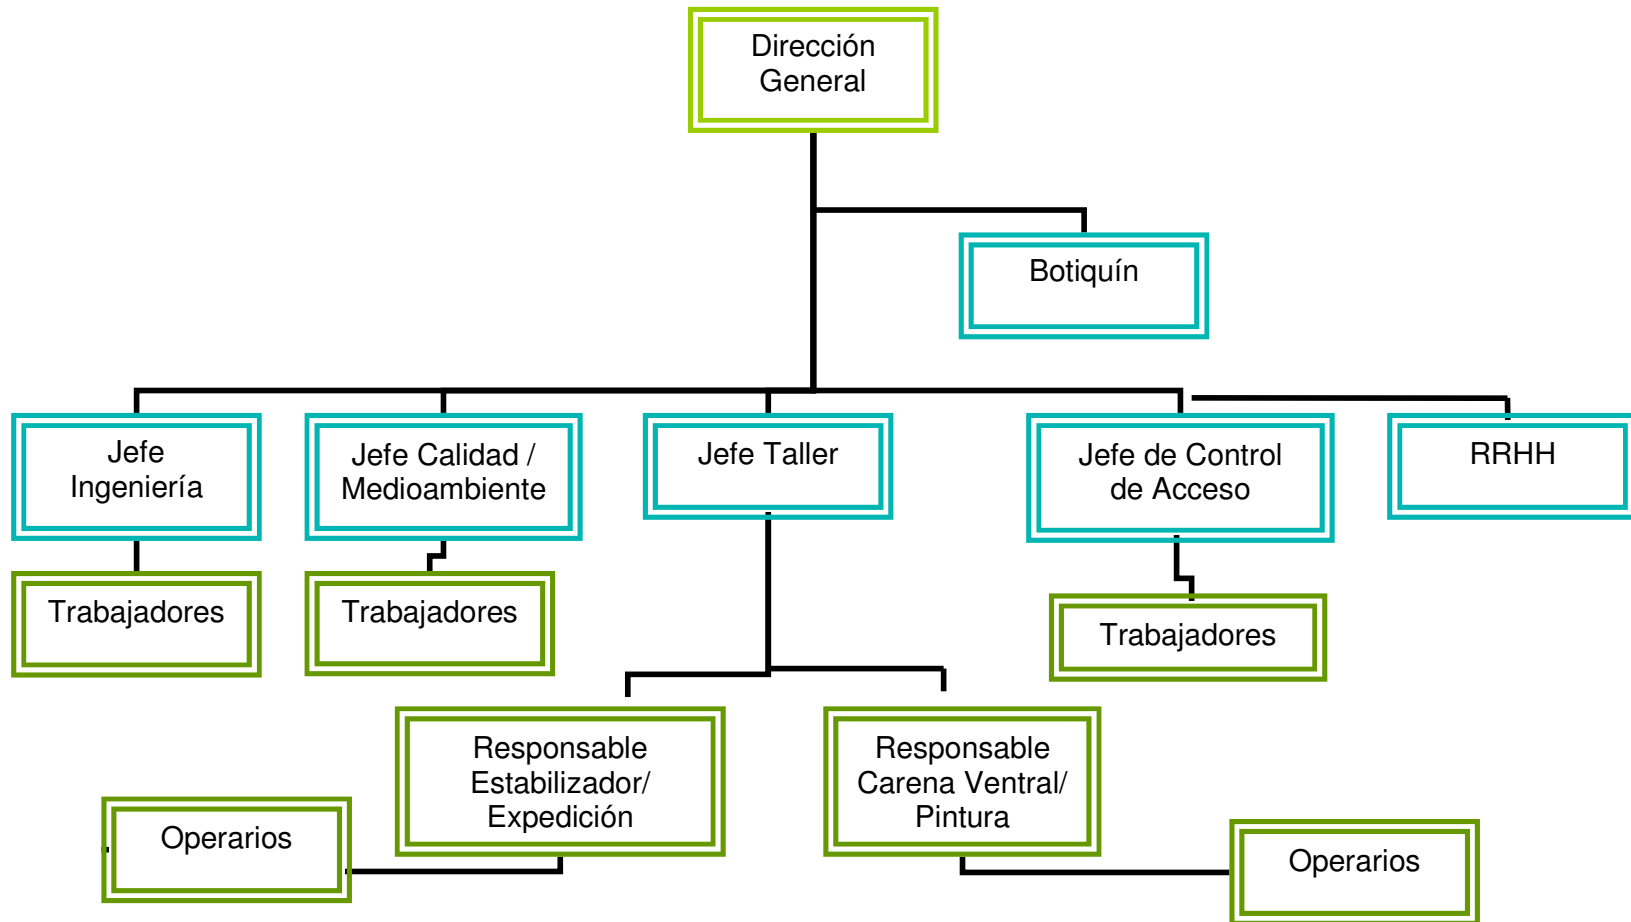 Dirección
General
Botiquín
Jefe
Ingeniería
Jefe Calidad /
Medioambiente
Jefe Taller
Jefe de Control
de Acceso
RRHH
Trabajadores
Trabajadores
Trabajadores
Responsable
Estabilizador/
Expedición
Responsable
Carena Ventral/
Pintura
Operarios
Operarios